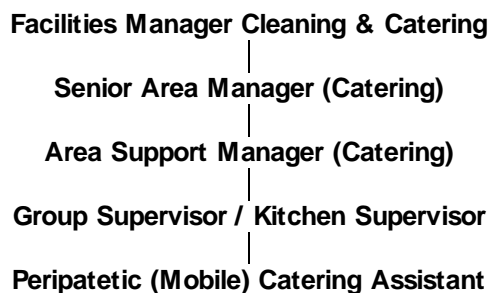 Facilities Manager Cleaning & Catering
Senior Area Manager (Catering)
Area Support Manager (Catering)
Group Supervisor / Kitchen Supervisor
Peripatetic (Mobile) Catering Assistant